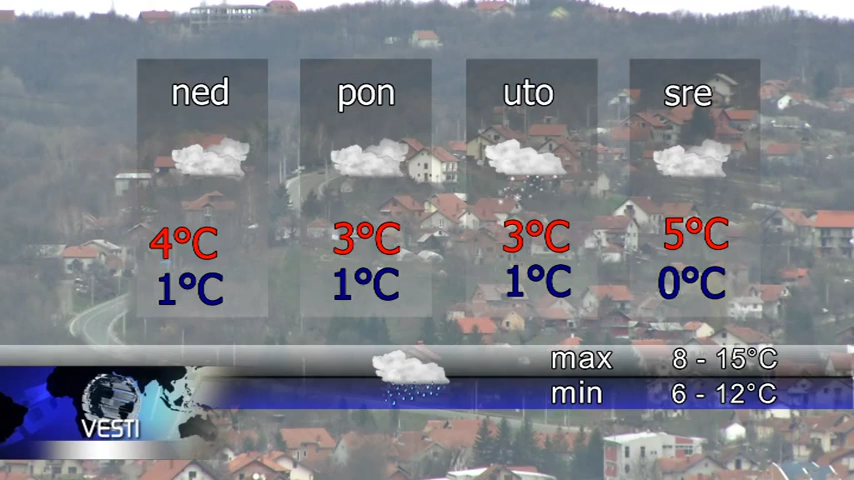 ned pon uto sre
4°C 3°C 3°C 5°C
1°C 1°C 1°C 0°C
max 8 - 15°C
min 6 - 12°C
VESTI